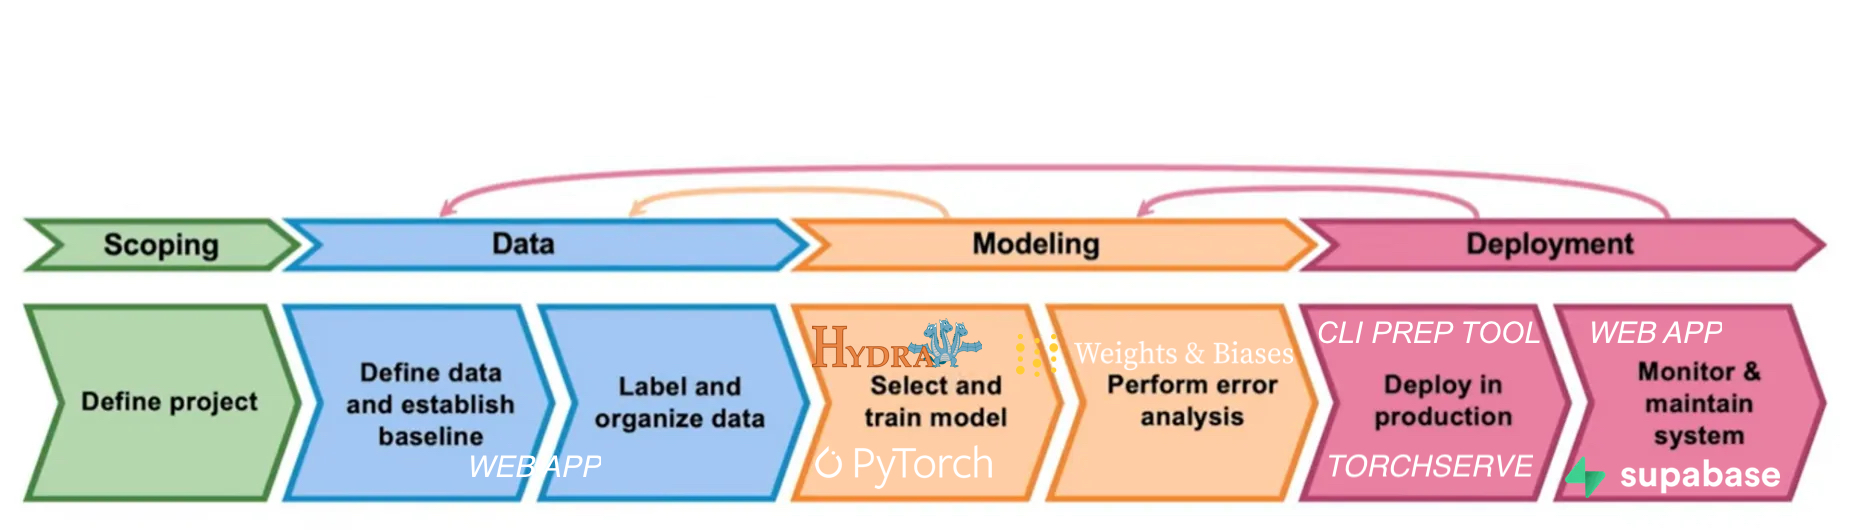 Scoping
Data
Modeling
Deployment
Define project
Define data
and establish
baseline
WEB APP
Label and
organize data
HYDRA
Select and
train model
PyTorch
Weights & Biases
Perform error
analysis
CLI PREP TOOL
Deploy in
production
TORCHSERVE
WEB APP
Monitor &
maintain
system
supabase